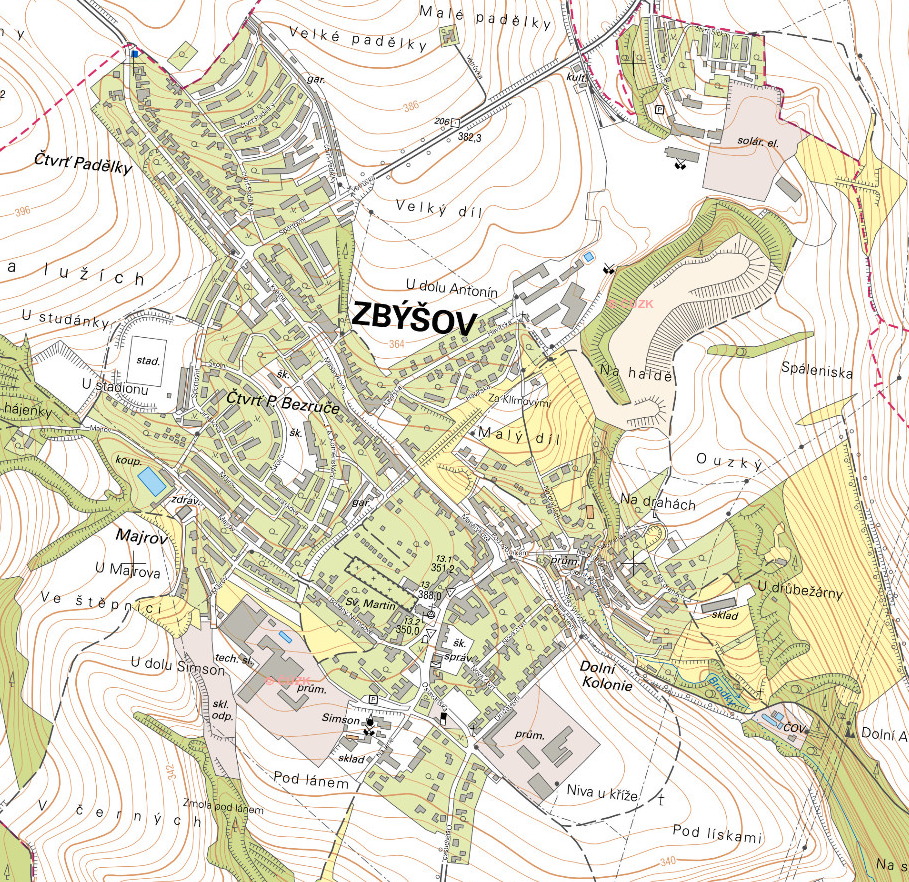 Malé padělky
Velké padělky
n y
gar.
kult.
386
206
382,3
2
solár. el.
Čtvrť Padělky
396
Velký díl
a lužích
U dolu Antonín
ZBÝŠOV
U studánky
364
stad.
Na haldě
Spáleniska
šk.
U stadionu
Čtvrť P. Bezruče
Za Klímovými
hájenky
šk.
Malý díl
koup.
Ouzký
zdráv.
gar.
Na drahách
Majrov
13.1
351,2
prům.
U Majrova
388,0
U drůbežárny
Ve štěpnici
Sv. Martin
13.2
350,0
sklad
šk.
správ.
tech. sl.
U dolu Simson
Dolní
Kolonie
prům.
skl.
odp.
Simson
ČOV
prům.
Dolní A
sklad
342
Pod lánem
Niva u kříže
Zmola pod lánem
V černých
Pod lískami
340
Na s